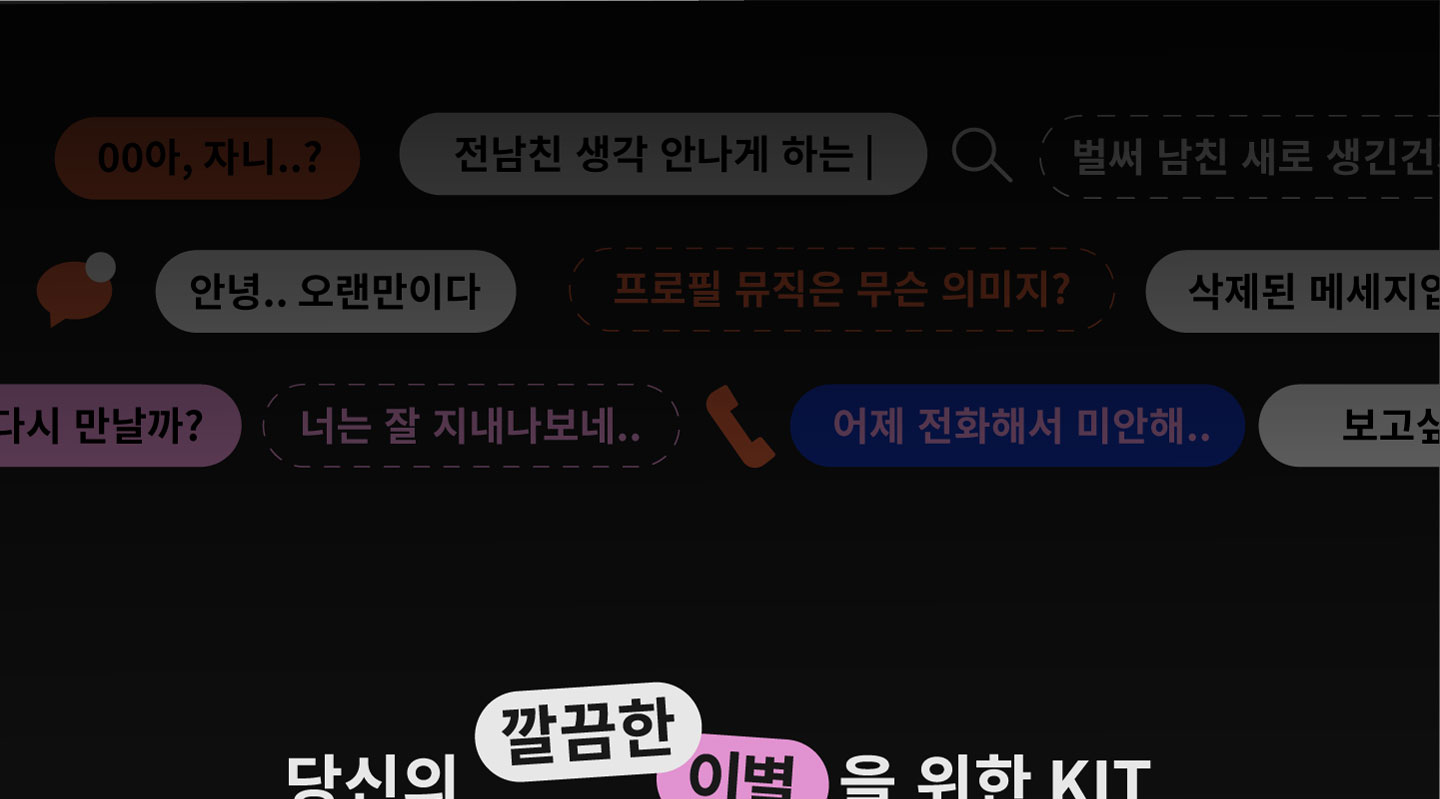 00아, 자니..?
전남친 생각 안나게 하는 |
벌써 남친 새로 생긴건
안녕.. 오랜만이다
프로필 뮤직은 무슨 의미지?
삭제된 메세지입
다시 만날까?
너는 잘 지내나보네..
어제 전화해서 미안해..
보고싶
당신의 깔끔한 이별을 위한 KIT